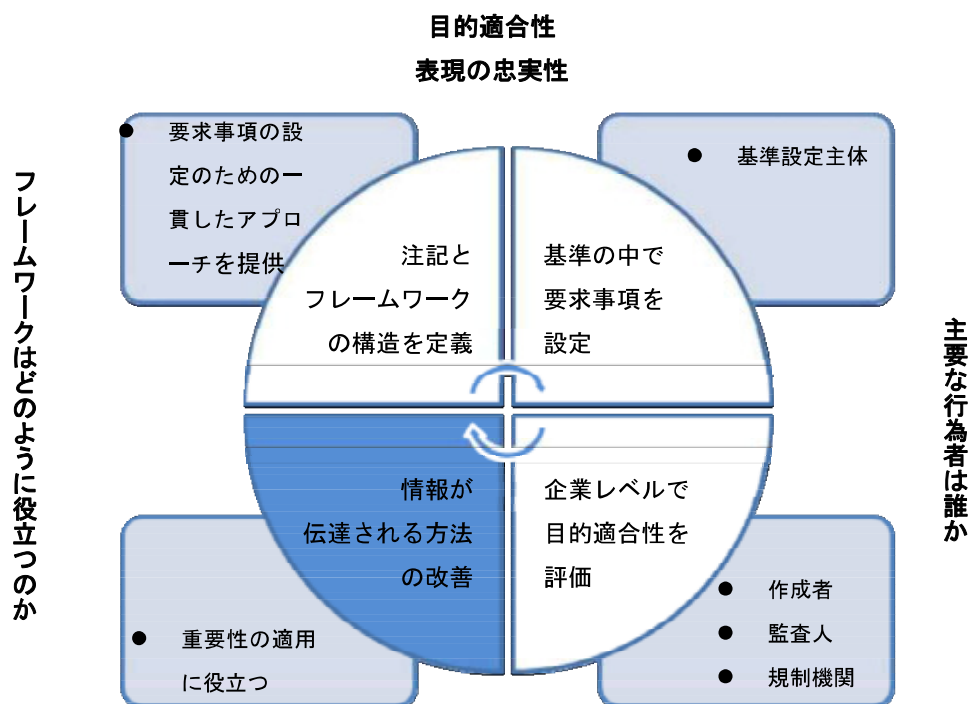 目的適合性
表現の忠実性
フレームワークはどのように役立つのか
● 要求事項の設
定のための一
貫したアプロ
ーチを提供
● 基準設定主体
注記と
フレームワーク
の構造を定義
基準の中で
要求事項を
設定
主要な行為者は誰か
情報が
伝達される方法
の改善
企業レベルで
目的適合性を
評価
● 重要性の適用
に役立つ
● 作成者
● 監査人
● 規制機関